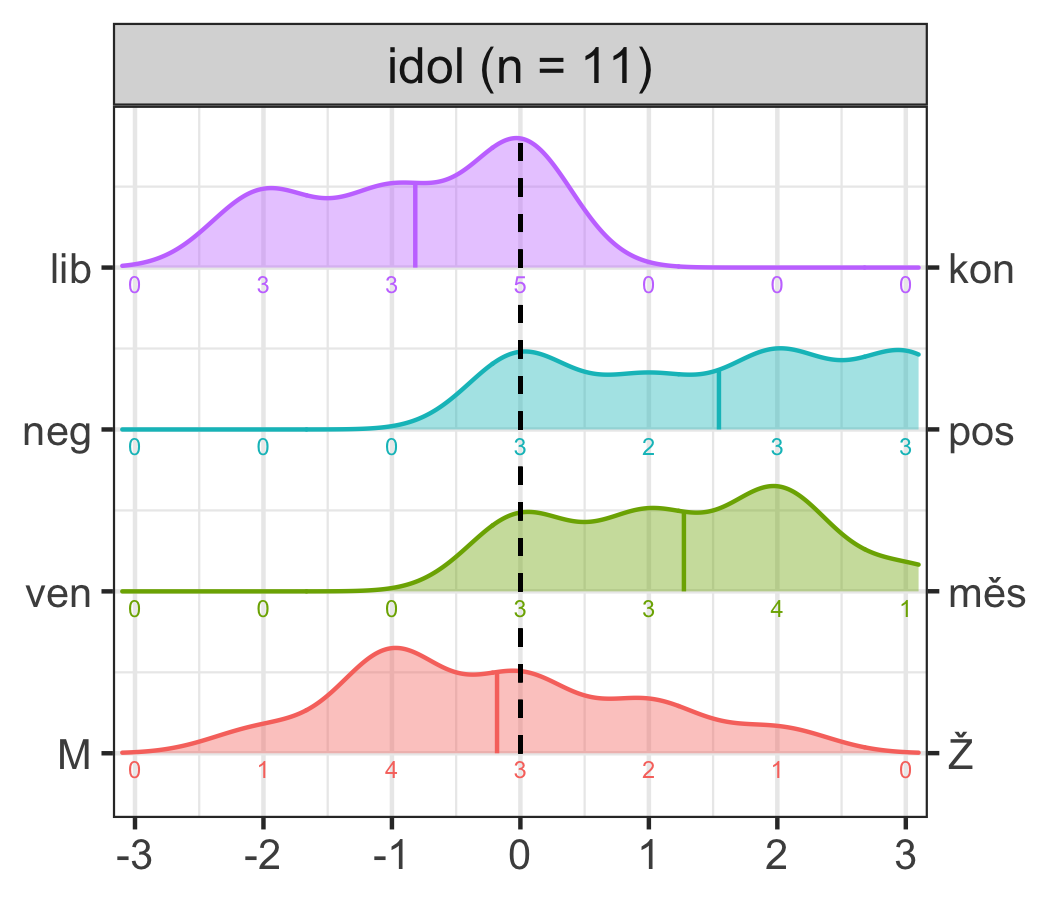 idol (n = 11)
lib kon
0 3 3 5 0 0 0
neg pos
0 0 0 3 2 3 3
ven měs
0 0 0 3 3 4 1
M Ž
0 1 4 3 2 1 0
-3 -2 -1 0 1 2 3